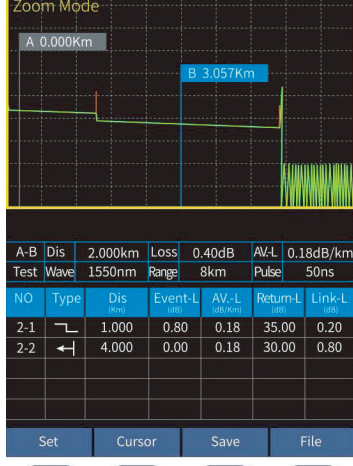 Zoom Mode
A 0.000Km
B 3.057Km
A-B Dis 2.000km Loss 0.40dB AV.-L 0.18dB/km
Test Wave 1550nm Range 8km Pulse 50ns
NO Type Dis (Km) Event-L (dB) AV.-L (dB/Km) Return-L (dB) Link-L (dB)
2-1 1.000 0.80 0.18 35.00 0.20
2-2 4.000 0.00 0.18 30.00 0.80
Set Cursor Save File